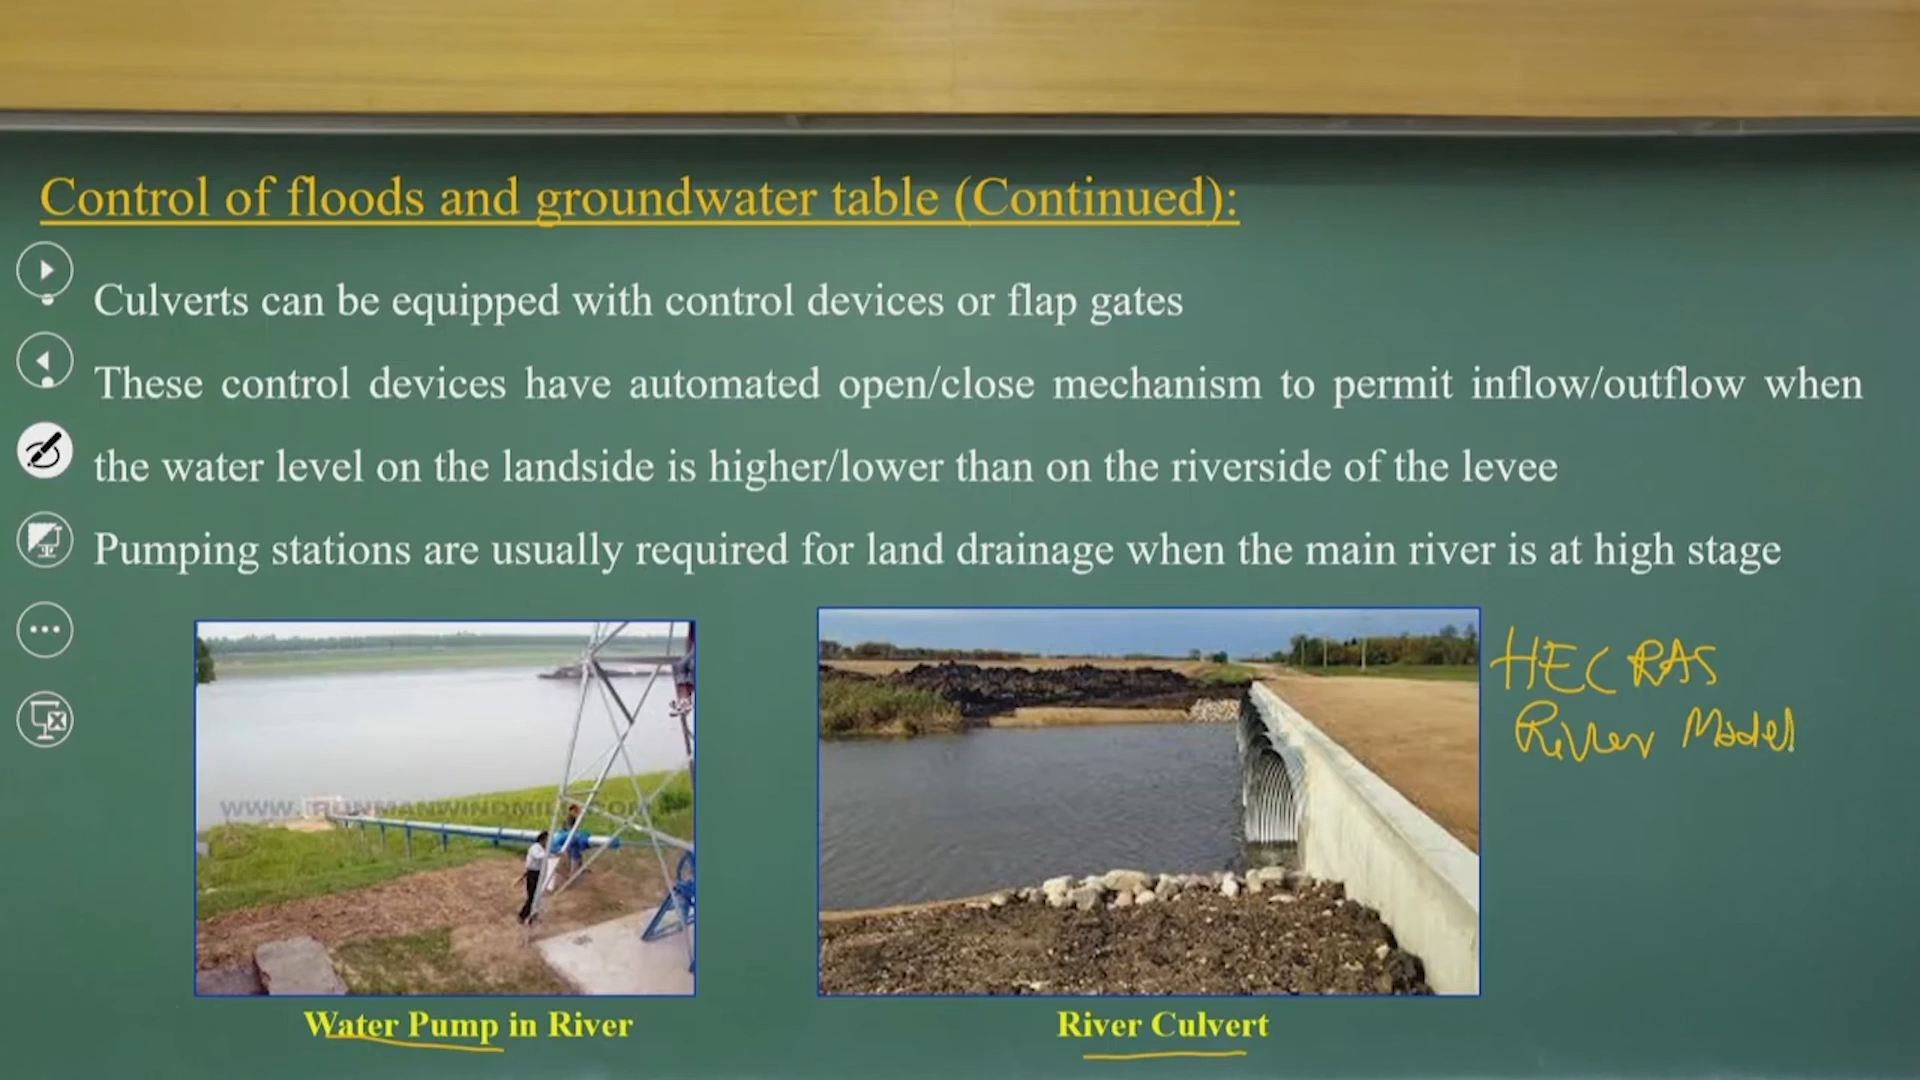 Control of floods and groundwater table (Continued):
Culverts can be equipped with control devices or flap gates
These control devices have automated open/close mechanism to permit inflow/outflow when
the water level on the landside is higher/lower than on the riverside of the levee
Pumping stations are usually required for land drainage when the main river is at high stage
HEC RAS
River Model
WWW.IRONMANWINDMILL.COM
Water Pump in River
River Culvert